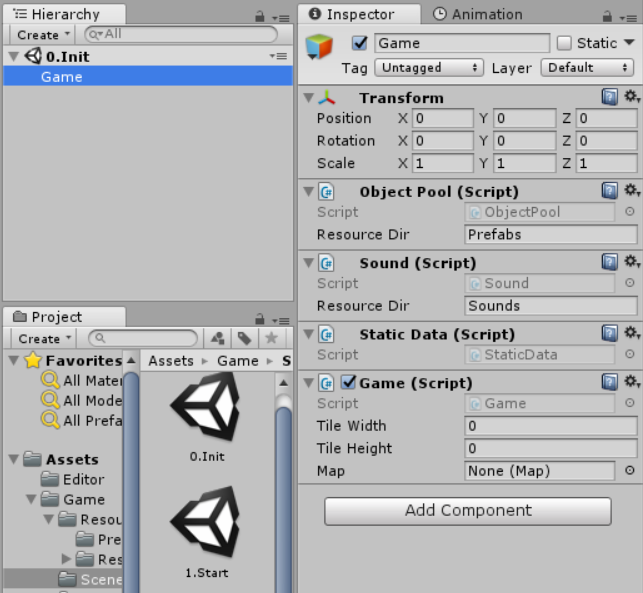 Hierarchy
Create
All
0.Init
Game
Project
Create
Favorites
All Mater
All Mode
All Prefa
Assets
Editor
Game
Resou
Pre
Res
Scene
Assets Game S
0.Init
1.Start
Inspector
Animation
Game
Static
Tag Untagged Layer Default
Transform
Position X 0 Y 0 Z 0
Rotation X 0 Y 0 Z 0
Scale X 1 Y 1 Z 1
Object Pool (Script)
Script ObjectPool
Resource Dir Prefabs
Sound (Script)
Script Sound
Resource Dir Sounds
Static Data (Script)
Script StaticData
Game (Script)
Script Game
Tile Width 0
Tile Height 0
Map None (Map)
Add Component